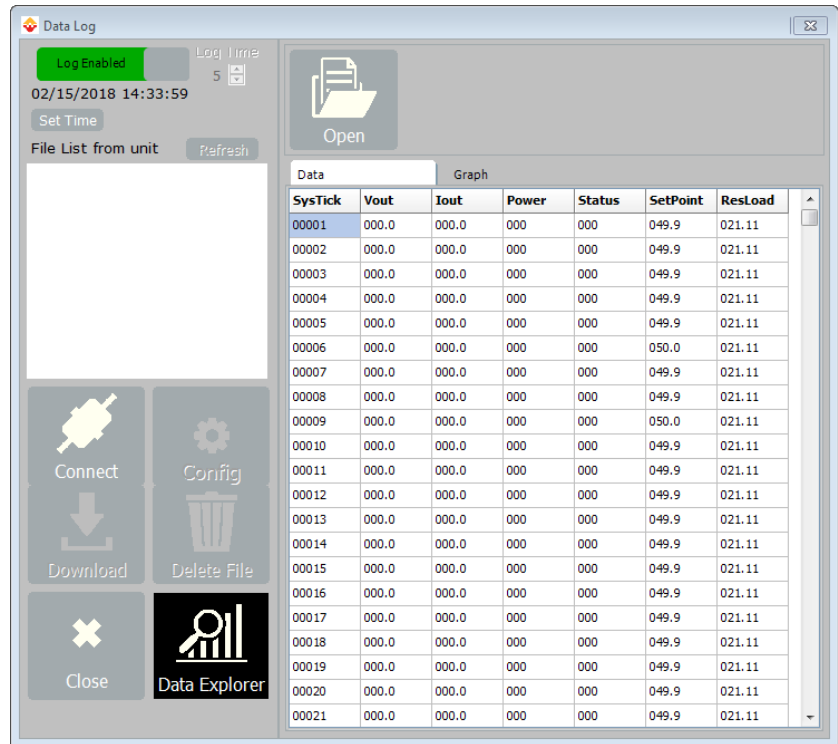 Data Log
Log Enabled
Log Time
5
02/15/2018 14:33:59
Set Time
File List from unit Refresh
Connect Config
Download Delete File
Close Data Explorer
Open
Data Graph
SysTick Vout Iout Power Status SetPoint ResLoad
00001 000.0 000.0 000 000 049.9 021.11
00002 000.0 000.0 000 000 049.9 021.11
00003 000.0 000.0 000 000 049.9 021.11
00004 000.0 000.0 000 000 049.9 021.11
00005 000.0 000.0 000 000 049.9 021.11
00006 000.0 000.0 000 000 050.0 021.11
00007 000.0 000.0 000 000 049.9 021.11
00008 000.0 000.0 000 000 049.9 021.11
00009 000.0 000.0 000 000 050.0 021.11
00010 000.0 000.0 000 000 049.9 021.11
00011 000.0 000.0 000 000 049.9 021.11
00012 000.0 000.0 000 000 049.9 021.11
00013 000.0 000.0 000 000 049.9 021.11
00014 000.0 000.0 000 000 049.9 021.11
00015 000.0 000.0 000 000 049.9 021.11
00016 000.0 000.0 000 000 049.9 021.11
00017 000.0 000.0 000 000 049.9 021.11
00018 000.0 000.0 000 000 049.9 021.11
00019 000.0 000.0 000 000 049.9 021.11
00020 000.0 000.0 000 000 049.9 021.11
00021 000.0 000.0 000 000 049.9 021.11